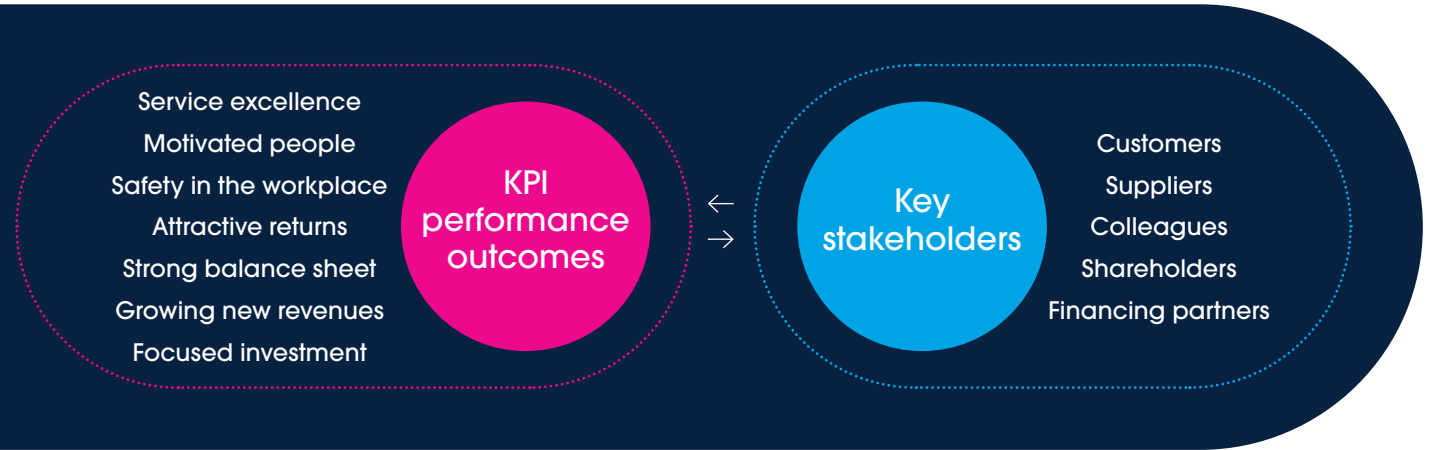 Service excellence
Motivated people
Safety in the workplace
Attractive returns
Strong balance sheet
Growing new revenues
Focused investment
KPI
performance
outcomes
Key
stakeholders
Customers
Suppliers
Colleagues
Shareholders
Financing partners